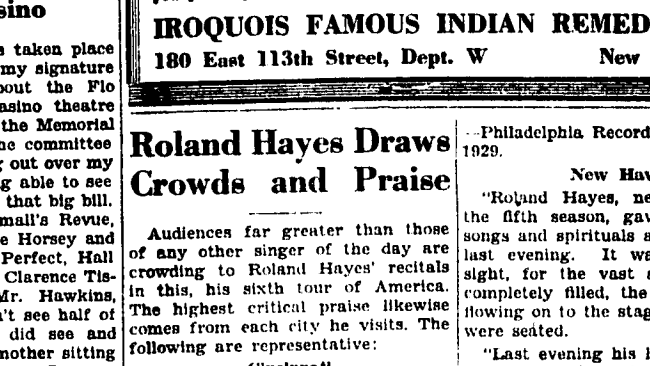 sino
s taken place
my signature
bout the Flo
asino theatre
the Memorial
he committee
g out over my
g able to see
that big bill.
mall's Revue,
e Horsey and
Perfect, Hall
Clarence Tis-
Mr. Hawkins,
n't see half of
did see and
mother sitting
IROQUOIS FAMOUS INDIAN REMED
180 East 113th Street, Dept. W New
Roland Hayes Draws
Crowds and Praise
Audiences far greater than those
of any other singer of the day are
crowding to Roland Hayes' recitals
in this, his sixth tour of America.
The highest critical praise likewise
comes from each city he visits. The
following are representative:
--Philadelphia Record
1929.
New Hav
"Roland Hayes, ne
the fifth season, gav
songs and spirituals a
last evening. It wa
sight, for the vast a
completely filled, the
flowing on to the stag
were seated.
"Last evening his